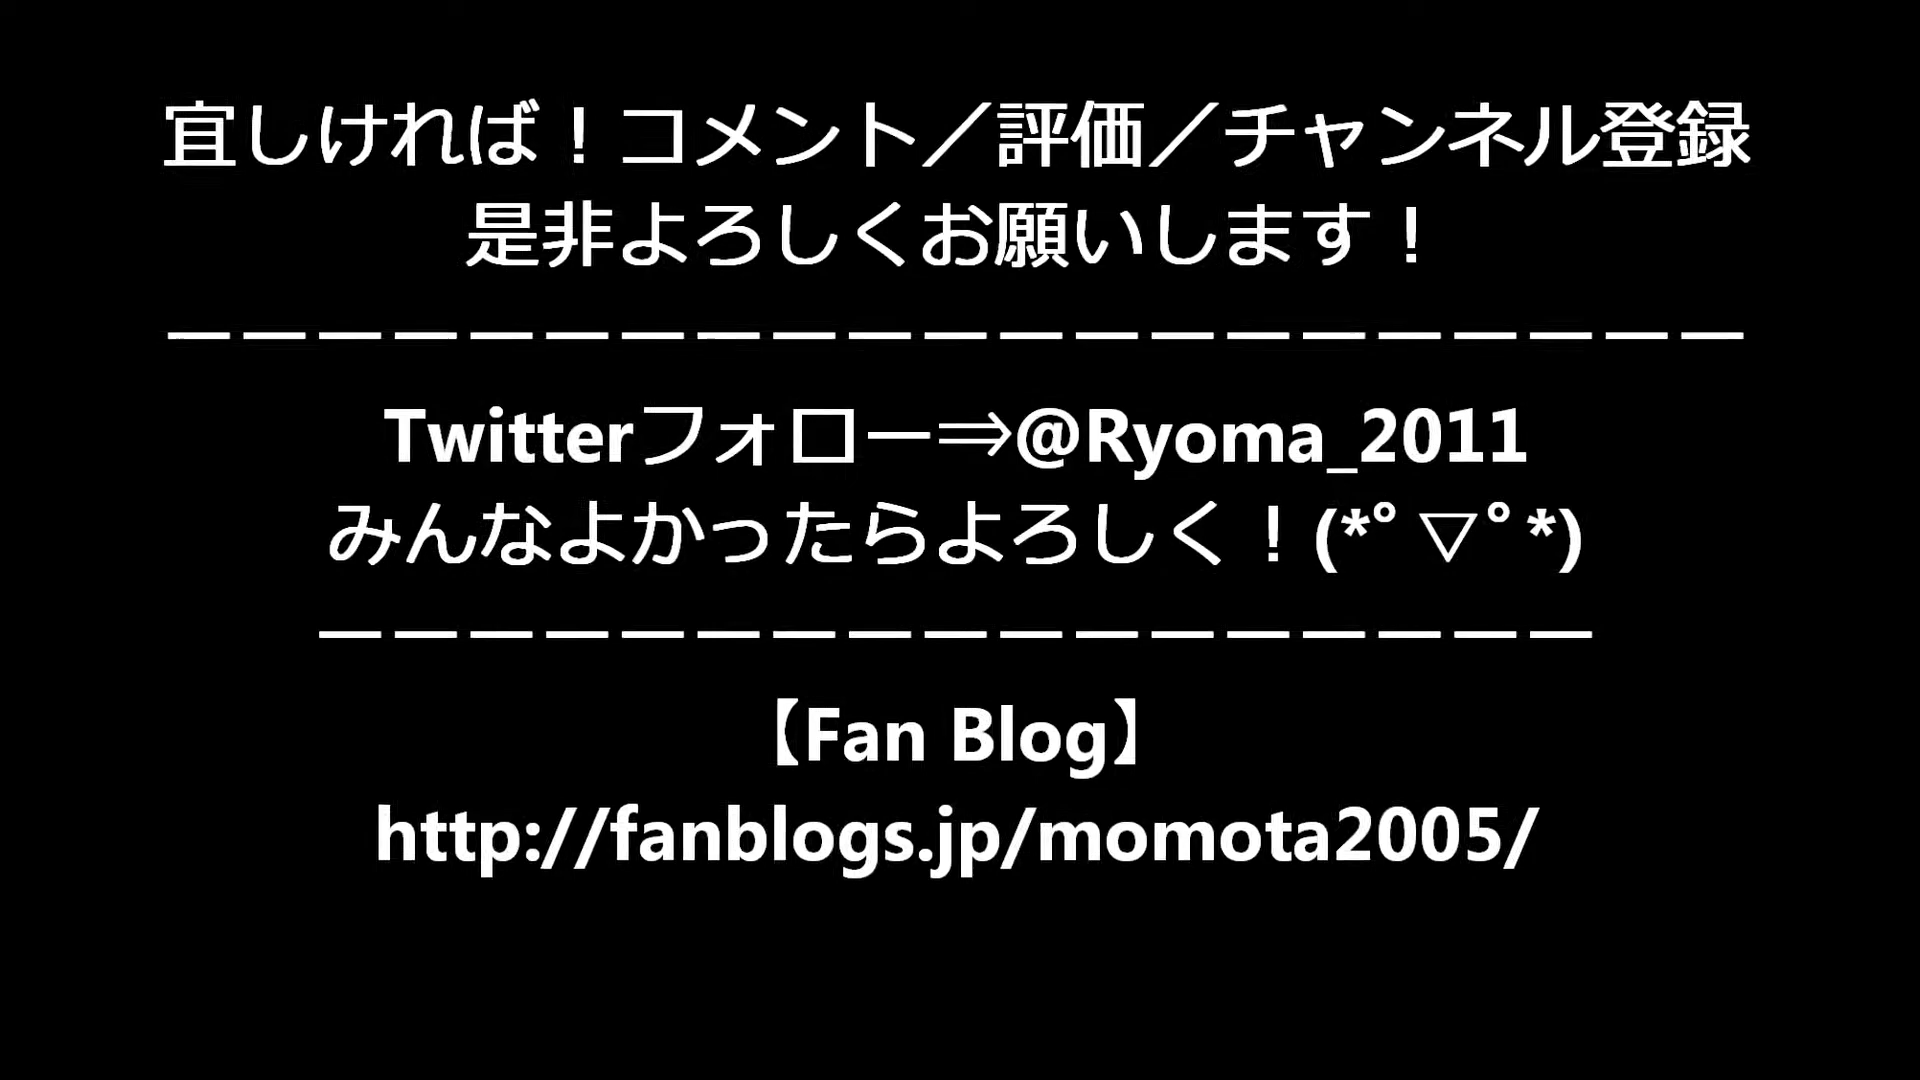 宜しければ！コメント／評価／チャンネル登録
是非よろしくお願いします！
ーーーーーーーーーーーーーーーーーーーーー
Twitterフォロー⇒@Ryoma_2011
みんなよかったらよろしく！(*ﾟ▽ﾟ*)
ーーーーーーーーーーーーーーーーー
【Fan Blog】
http://fanblogs.jp/momota2005/